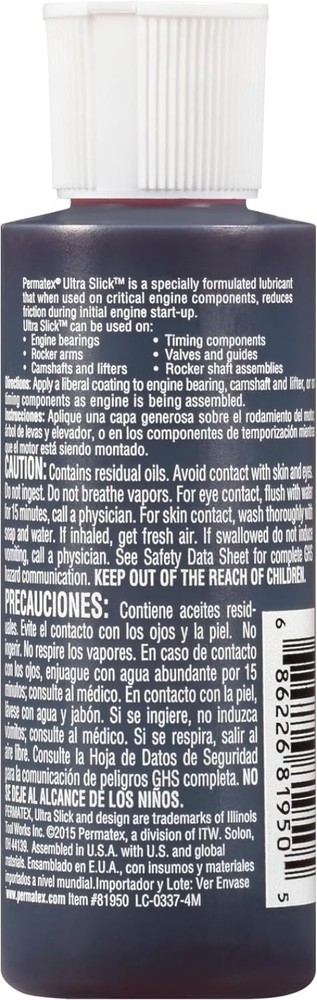 Permatex® Ultra Slick™ is a specially formulated lubricant
that when used on critical engine components, reduces
friction during initial engine start-up.
Ultra Slick™ can be used on:
• Engine bearings
• Rocker arms
• Camshafts and lifters
• Timing components
• Valves and guides
• Rocker shaft assemblies
Directions: Apply a liberal coating to engine bearing, camshaft and lifter, or on
timing components as engine is being assembled.
Instrucciones: Aplique una capa generosa sobre el rodamiento del motor,
árbol de levas y elevador, o en los componentes de temporización mientras
que el motor está siendo montado.
CAUTION: Contains residual oils. Avoid contact with skin and eyes.
Do not ingest. Do not breathe vapors. For eye contact, flush with water
for 15 minutes, call a physician. For skin contact, wash thoroughly with
soap and water. If inhaled, get fresh air. If swallowed do not induce
vomiting, call a physician. See Safety Data Sheet for complete GHS
hazard communication. KEEP OUT OF THE REACH OF CHILDREN.
PRECAUCIONES: Contiene aceites resid-
uales. Evite el contacto con los ojos y la piel. No
ingerir. No respire los vapores. En caso de contacto
con los ojos, enjuague con agua abundante por 15
minutos; consulte al médico. En contacto con la piel,
lávese con agua y jabón. Si se ingiere, no induzca
vómitos; consulte al médico. Si se respira, salir al
aire libre. Consulte la Hoja de Datos de Seguridad
para la comunicación de peligros GHS completa. NO
SE DEJE AL ALCANCE DE LOS NIÑOS.
PERMATEX, Ultra Slick and design are trademarks of Illinois
Tool Works Inc. ©2015 Permatex, a division of ITW. Solon,
OH 44139. Assembled in U.S.A. with U.S. and global
materials. Ensamblado en E.U.A., con insumos y materiales
importados a nivel mundial.Importador y Lote: Ver Envase
www.permatex.com Item #81950 LC-0337-4M
6 86226 81950 5